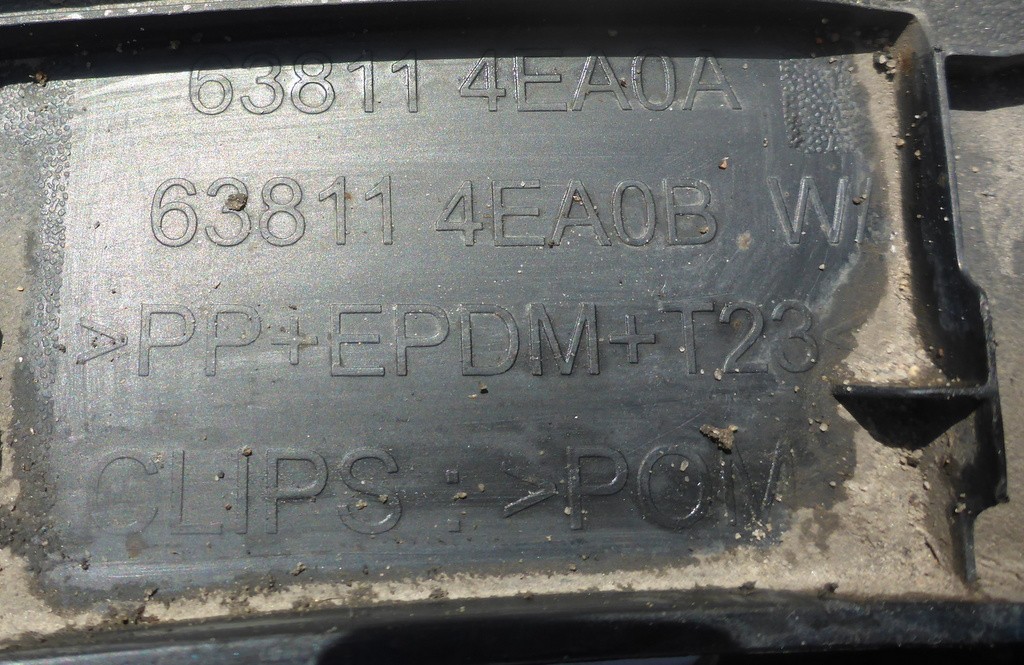 63811 4EA0A
63811 4EA0B
>PP+EPDM+T23
CLIPS : >POM